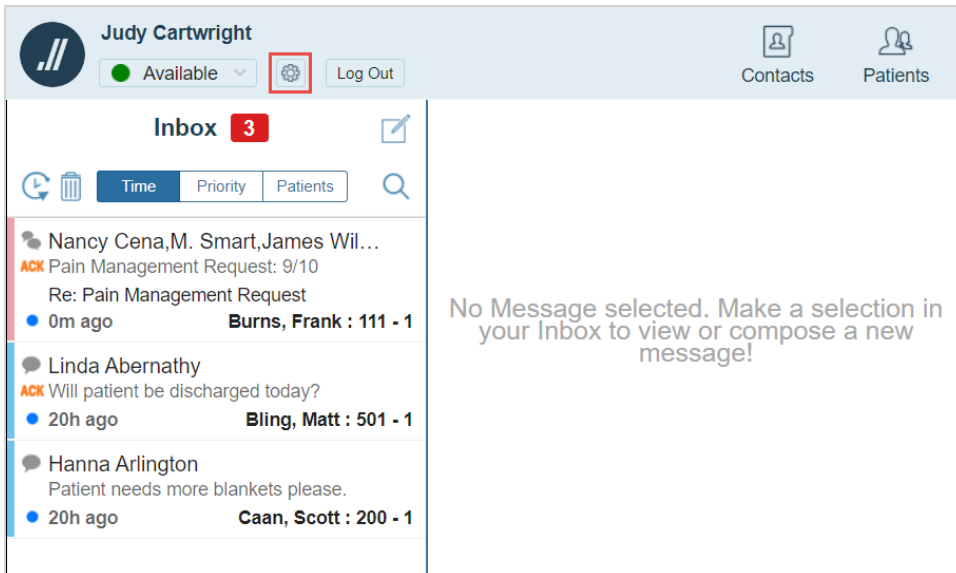 Judy Cartwright
Available
Log Out
Contacts
Patients
Inbox 3
Time Priority Patients
Nancy Cena,M. Smart,James Wil...
ACK Pain Management Request: 9/10
Re: Pain Management Request
0m ago Burns, Frank : 111 - 1
Linda Abernathy
ACK Will patient be discharged today?
20h ago Bling, Matt : 501 - 1
Hanna Arlington
Patient needs more blankets please.
20h ago Caan, Scott : 200 - 1
No Message selected. Make a selection in
your Inbox to view or compose a new
message!